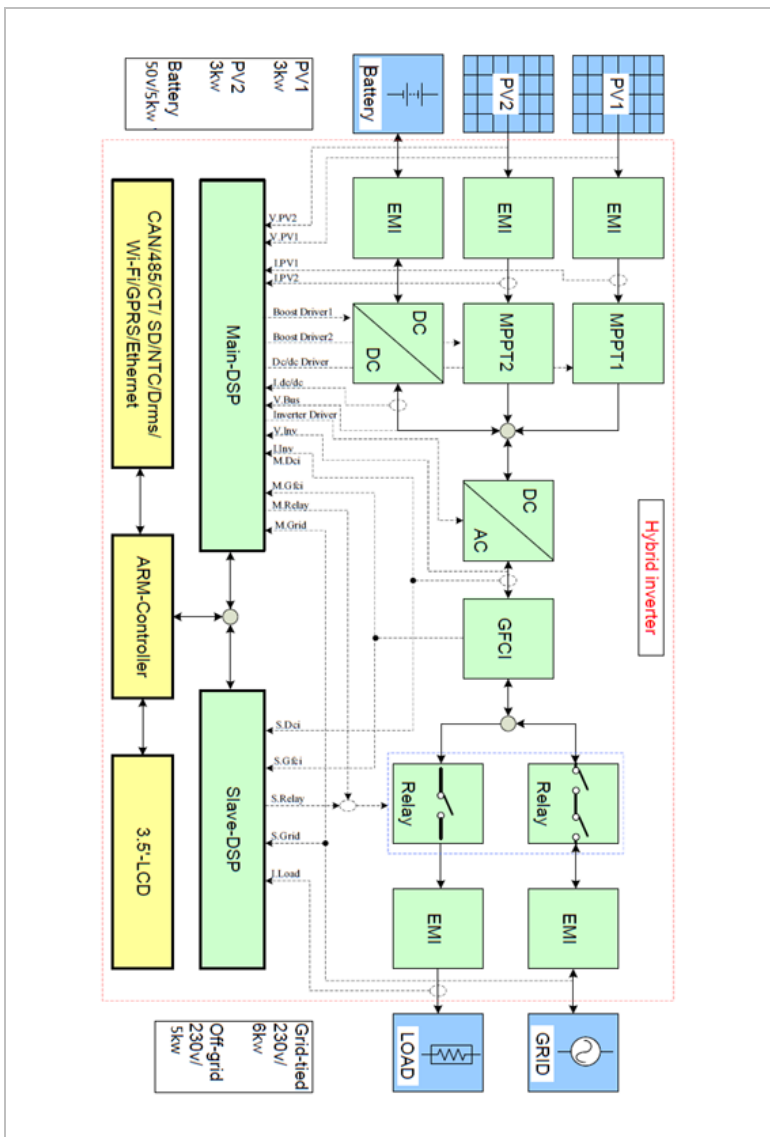 Hybrid inverter
PV1
PV2
Battery
PV1
3kw
PV2
3kw
Battery
50v/5kw
EMI
EMI
EMI
MPPT1
MPPT2
DC
DC
DC
AC
GFCI
Relay
Relay
EMI
EMI
GRID
LOAD
V.PV2
V.PV1
I.PV1
I.PV2
Boost Driver1
Boost Driver2
Dc/dc Driver
I.dc/dc
V.Bus
Inverter Driver
V.Inv
I.Inv
M.Dci
M.Gfci
M.Relay
M.Grid
S.Dci
S.Gfci
S.Relay
S.Grid
I.Load
Main-DSP
Slave-DSP
CAN/485/CT/ SD/NTC/Drms/
Wi-Fi/GPRS/Ethernet
ARM-Controller
3.5'-LCD
Grid-tied
230v/
6kw
Off-grid
230v/
5kw